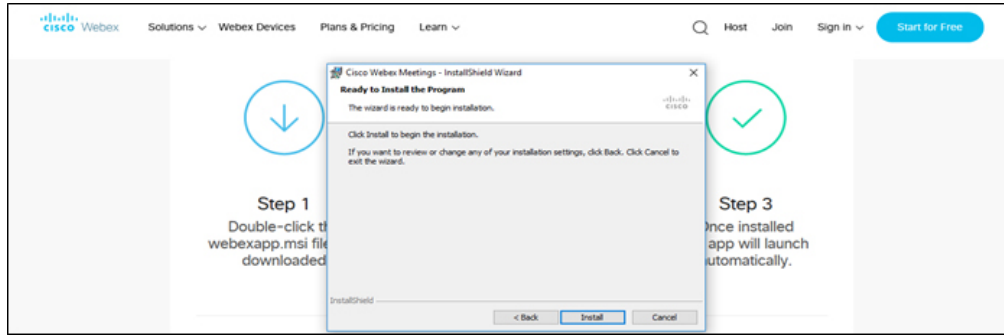 cisco Webex Solutions Webex Devices Plans & Pricing Learn Host Join Sign in Start for Free
Cisco Webex Meetings - InstallShield Wizard
Ready to Install the Program
The wizard is ready to begin installation.
CISCO
Click Install to begin the installation.
If you want to review or change any of your installation settings, click Back. Click Cancel to
exit the wizard.
InstallShield
< Back Install Cancel
Step 1
Double-click
webexapp.msi
downloaded
Step 3
installed
app will launch
automatically.